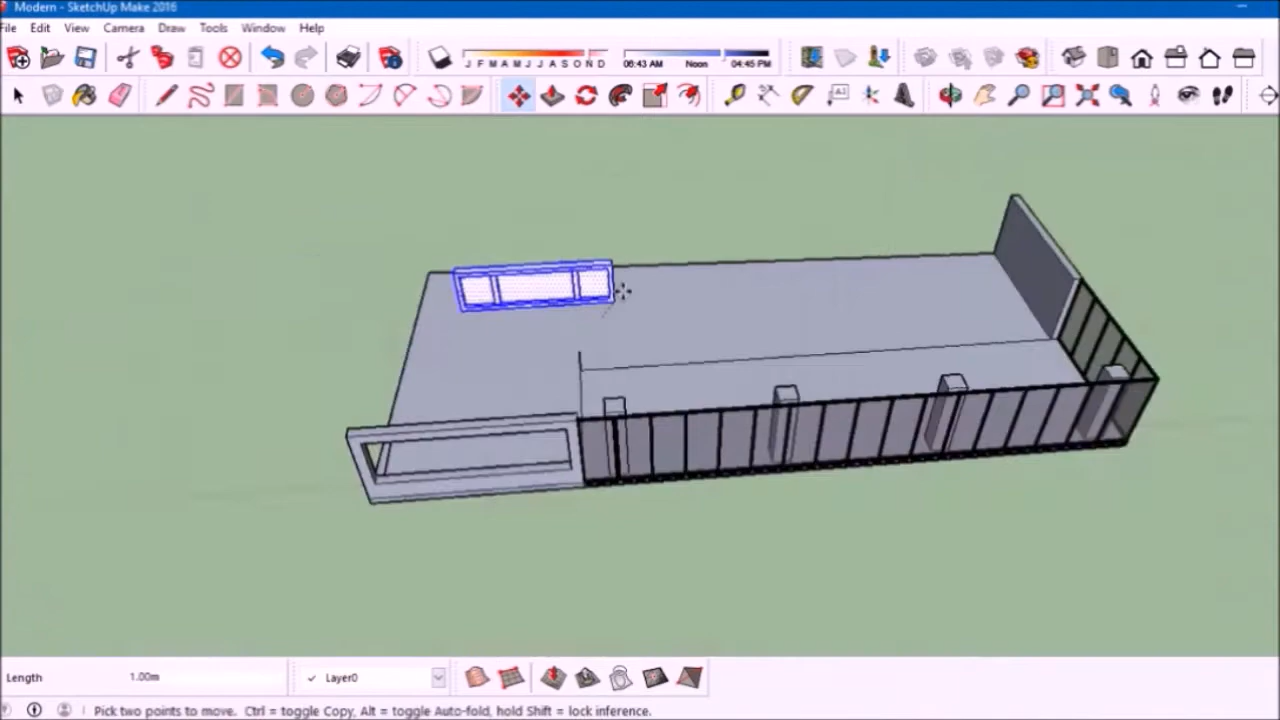 Modern - SketchUp Make 2016
File Edit View Camera Draw Tools Window Help
J F M A M J J A S O N D
06:43 AM Noon 04:45 PM
A1
Length 1.00m
✓ Layer0
Pick two points to move. Ctrl = toggle Copy, Alt = toggle Auto-fold, hold Shift = lock inference.